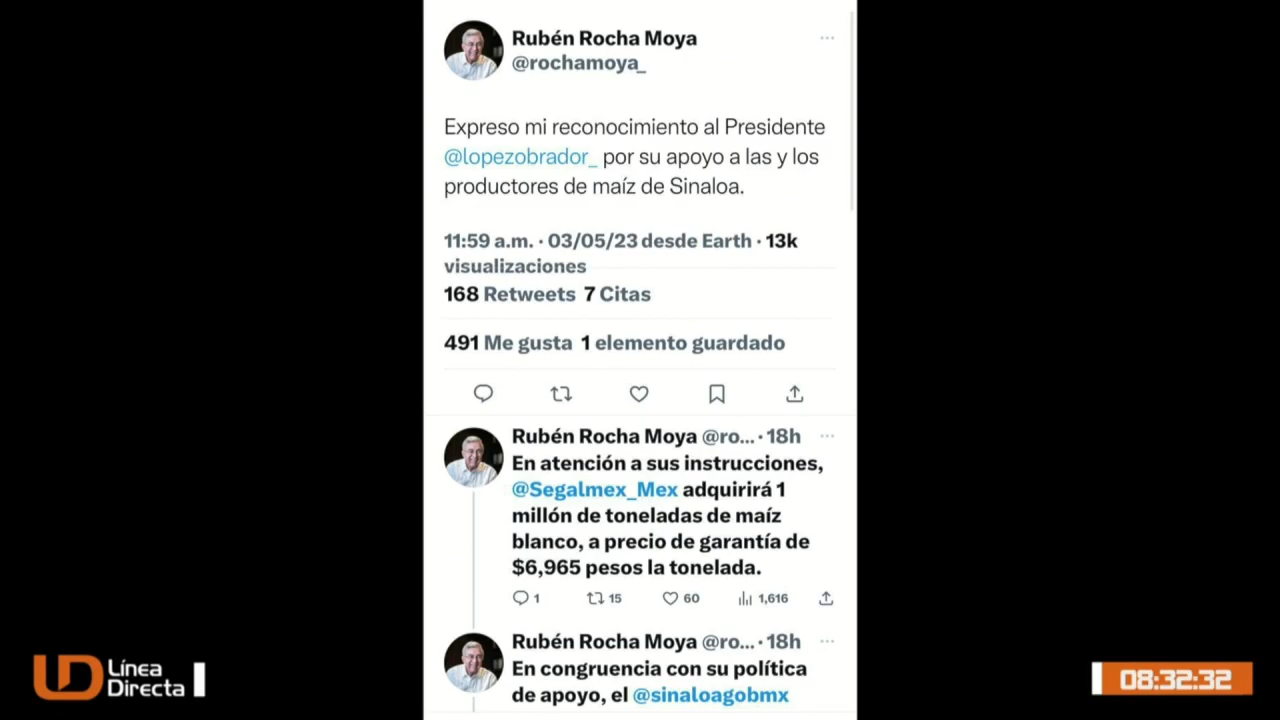 Rubén Rocha Moya
@rochamoya_
Expreso mi reconocimiento al Presidente
@lopezobrador_ por su apoyo a las y los
productores de maíz de Sinaloa.
11:59 a.m. · 03/05/23 desde Earth · 13k
visualizaciones
168 Retweets 7 Citas
491 Me gusta 1 elemento guardado
Rubén Rocha Moya @ro... · 18h
En atención a sus instrucciones,
@Segalmex_Mex adquirirá 1
millón de toneladas de maíz
blanco, a precio de garantía de
$6,965 pesos la tonelada.
1 15 60 1,616
Rubén Rocha Moya @ro... · 18h
En congruencia con su política
de apoyo, el @sinaloagobmx
LD Línea
Directa
08:32:32